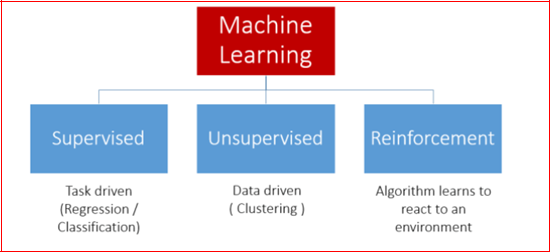 Machine
Learning
Supervised
Unsupervised
Reinforcement
Task driven
(Regression /
Classification)
Data driven
( Clustering )
Algorithm learns to
react to an
environment